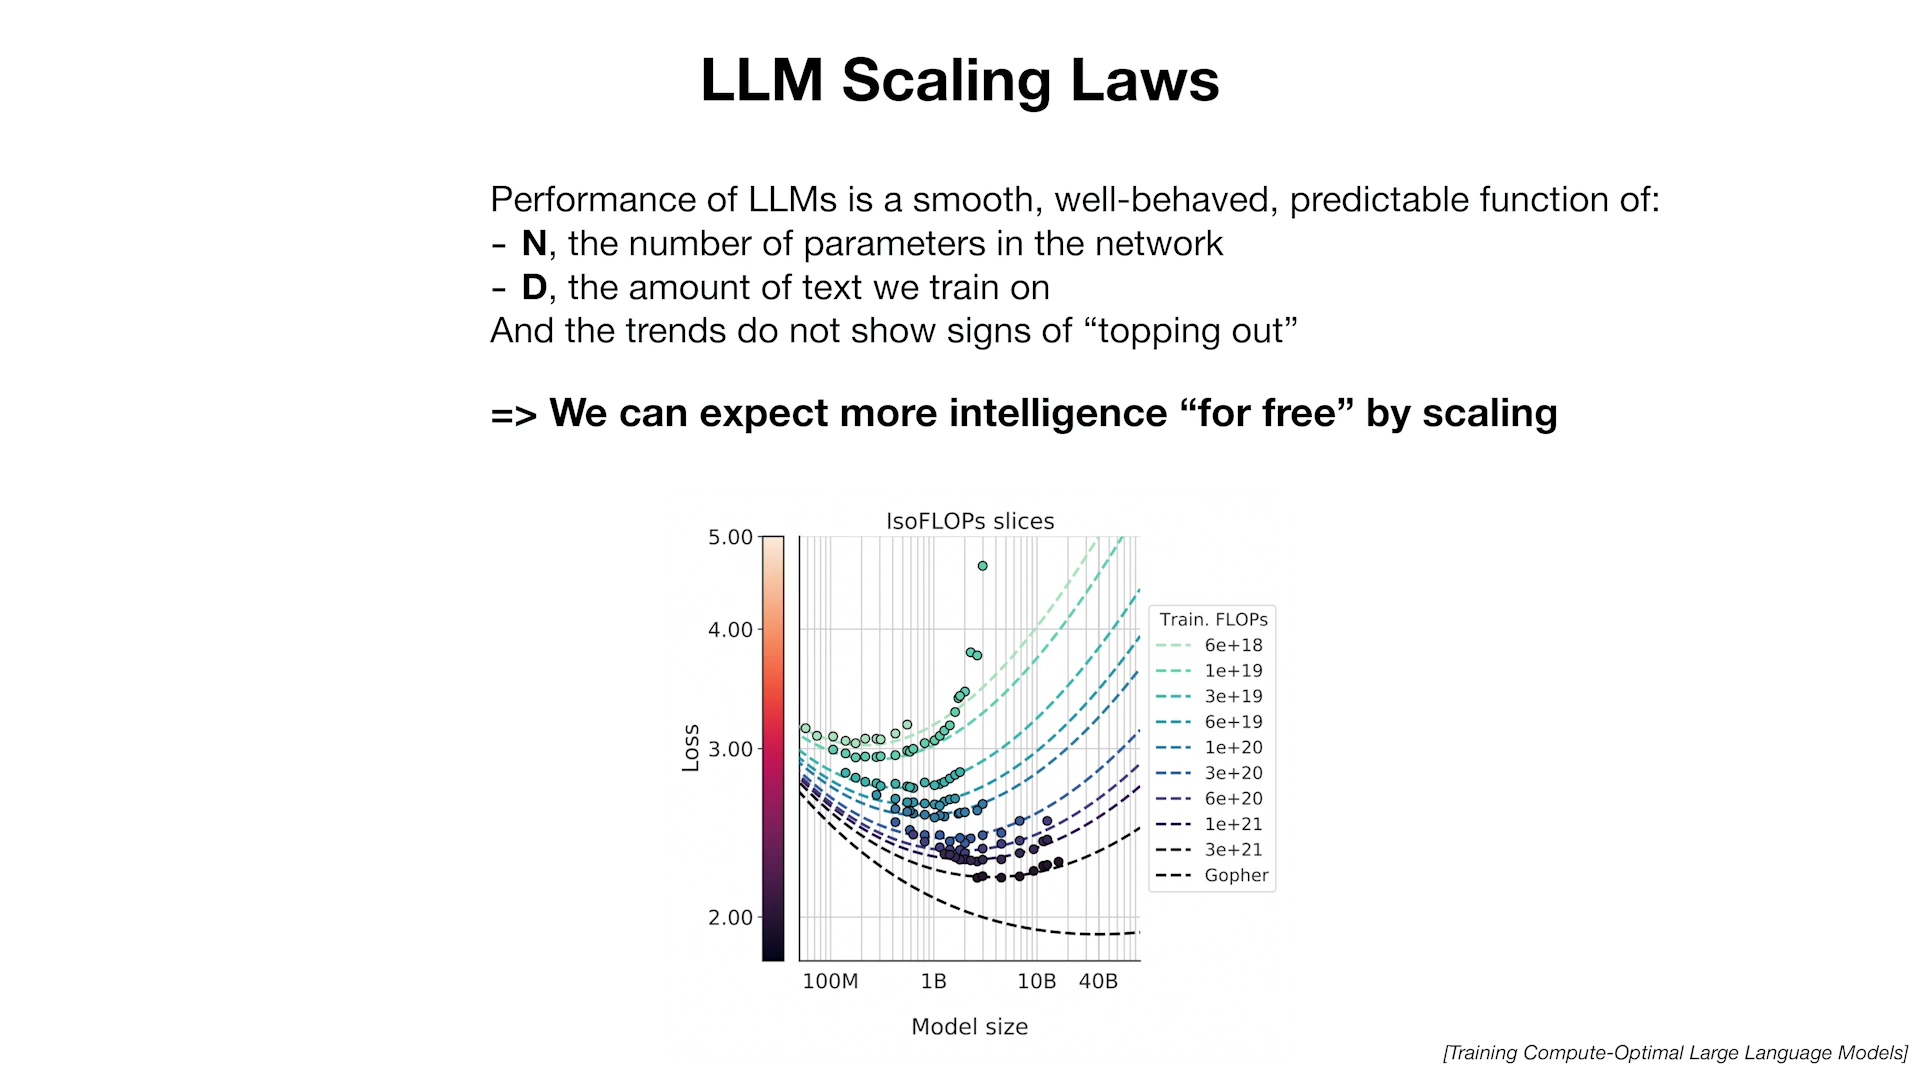 LLM Scaling Laws
Performance of LLMs is a smooth, well-behaved, predictable function of:
- N, the number of parameters in the network
- D, the amount of text we train on
And the trends do not show signs of “topping out”
=> We can expect more intelligence “for free” by scaling
IsoFLOPs slices
5.00
4.00
3.00
2.00
Loss
100M 1B 10B 40B
Model size
Train. FLOPs
6e+18
1e+19
3e+19
6e+19
1e+20
3e+20
6e+20
1e+21
3e+21
Gopher
[Training Compute-Optimal Large Language Models]